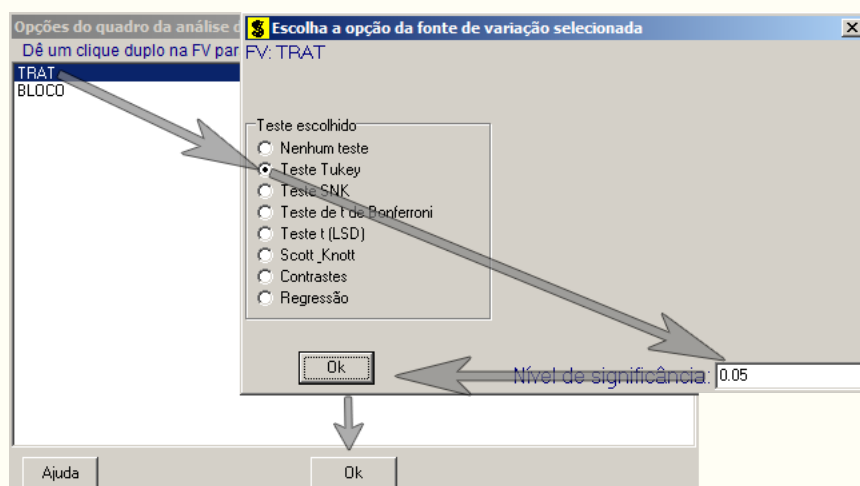 Opções do quadro da análise d
Dê um clique duplo na FV par
TRAT
BLOCO
Escolha a opção da fonte de variação selecionada
FV: TRAT
Teste escolhido
Nenhum teste
Teste Tukey
Teste SNK
Teste de t de Bonferroni
Teste t (LSD)
Scott_Knott
Contrastes
Regressão
Ok
Nível de significância: 0.05
Ajuda
Ok